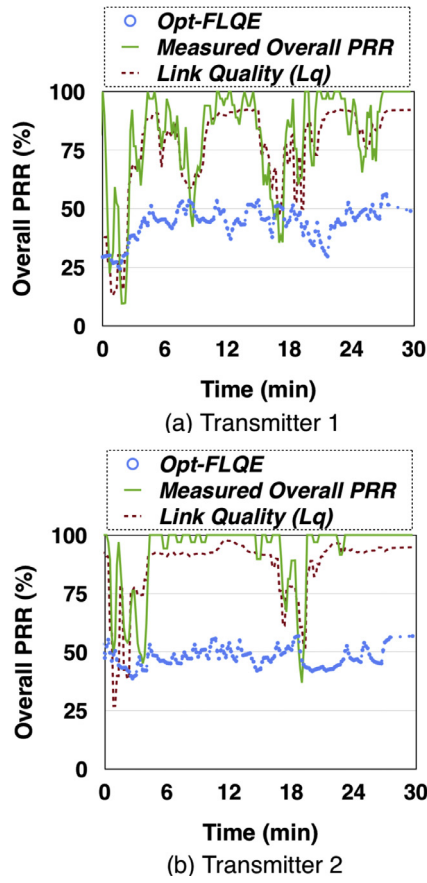 Opt-FLQE
Measured Overall PRR
Link Quality (Lq)
100
75
50
25
0
Overall PRR (%)
0 6 12 18 24 30
Time (min)
(a) Transmitter 1
Opt-FLQE
Measured Overall PRR
Link Quality (Lq)
100
75
50
25
0
Overall PRR (%)
0 6 12 18 24 30
Time (min)
(b) Transmitter 2